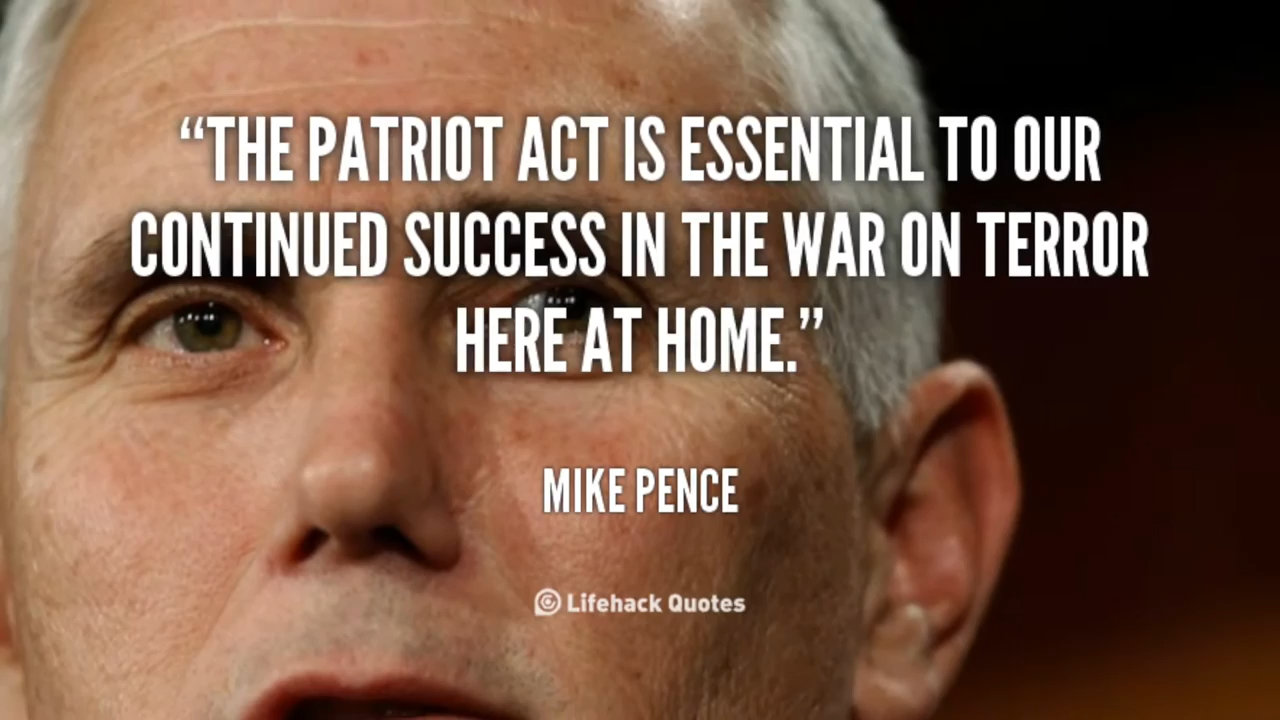 “THE PATRIOT ACT IS ESSENTIAL TO OUR
CONTINUED SUCCESS IN THE WAR ON TERROR
HERE AT HOME.”
MIKE PENCE
Lifehack Quotes